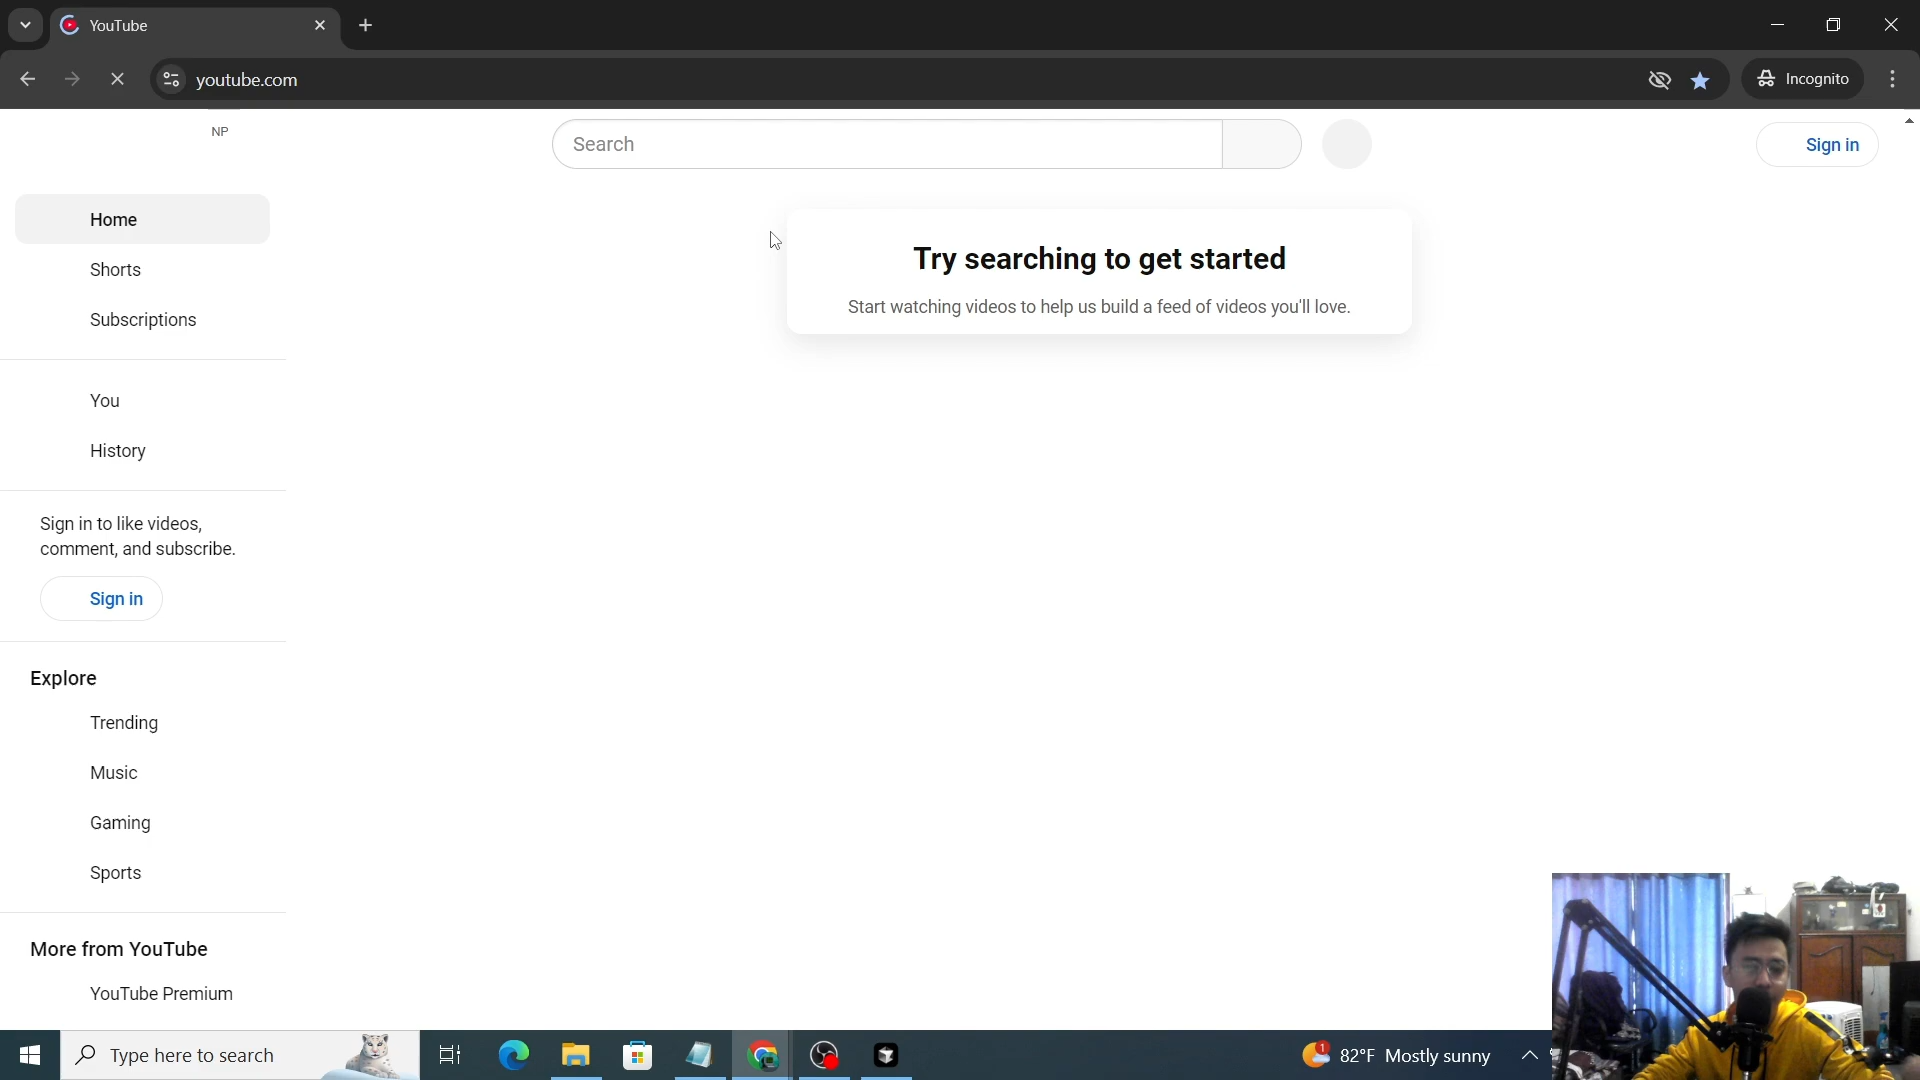 YouTube
youtube.com
Incognito
NP
Search
Sign in
Home
Shorts
Subscriptions
Try searching to get started
Start watching videos to help us build a feed of videos you'll love.
You
History
Sign in to like videos,
comment, and subscribe.
Sign in
Explore
Trending
Music
Gaming
Sports
More from YouTube
YouTube Premium
Type here to search
1
82°F Mostly sunny